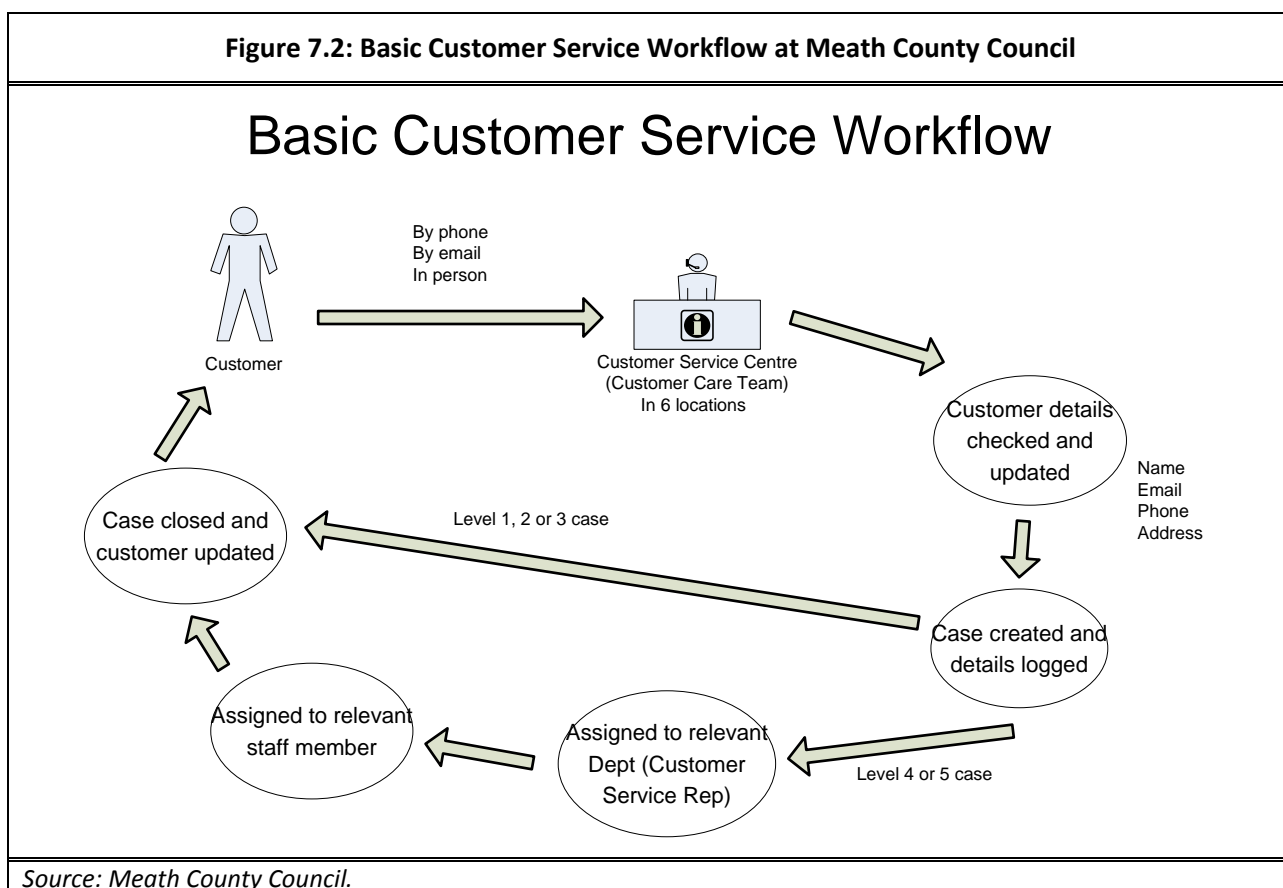 Figure 7.2: Basic Customer Service Workflow at Meath County Council
Basic Customer Service Workflow
By phone
By email
In person
Customer
Customer Service Centre
(Customer Care Team)
In 6 locations
Customer details
checked and
updated
Name
Email
Phone
Address
Case closed and
customer updated
Level 1, 2 or 3 case
Case created and
details logged
Assigned to relevant
staff member
Assigned to relevant
Dept (Customer
Service Rep)
Level 4 or 5 case
Source: Meath County Council.